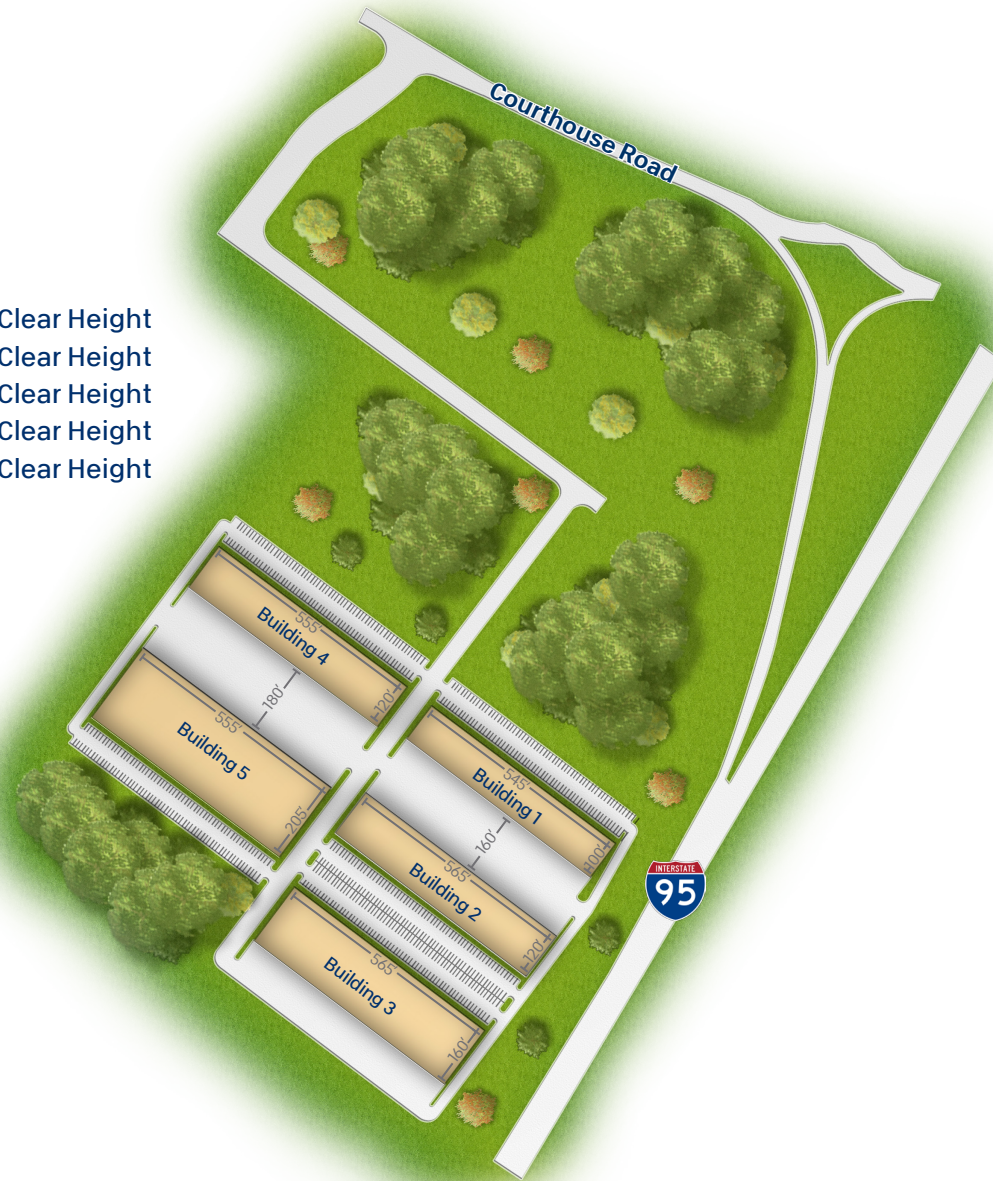 Courthouse Road
Clear Height
Clear Height
Clear Height
Clear Height
Clear Height
555'
Building 4
120'
180'
555'
Building 5
205'
545'
Building 1
100'
160'
565'
Building 2
120'
565'
Building 3
160'
INTERSTATE
95